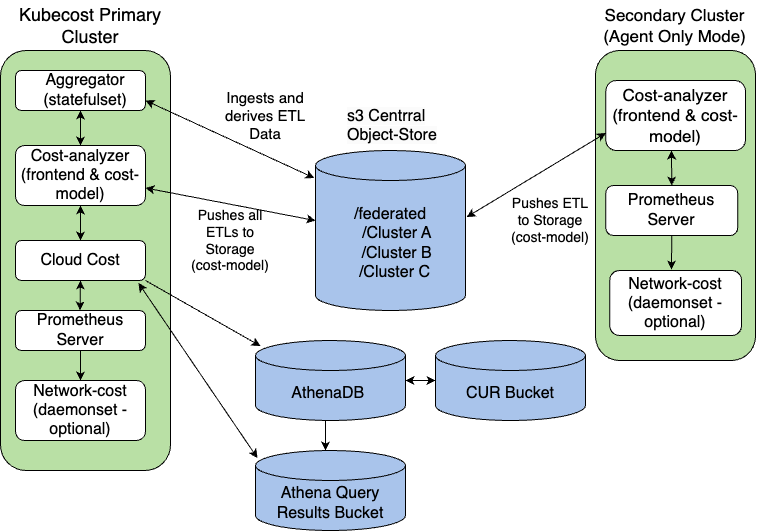 Kubecost Primary
Cluster
Aggregator
(statefulset)
Cost-analyzer
(frontend & cost-
model)
Cloud Cost
Prometheus
Server
Network-cost
(daemonset -
optional)
Ingests and
derives ETL
Data
Pushes all
ETLs to
Storage
(cost-model)
s3 Centrral
Object-Store
/federated
/Cluster A
/Cluster B
/Cluster C
AthenaDB
CUR Bucket
Athena Query
Results Bucket
Pushes ETL
to Storage
(cost-model)
Secondary Cluster
(Agent Only Mode)
Cost-analyzer
(frontend & cost-
model)
Prometheus
Server
Network-cost
(daemonset -
optional)